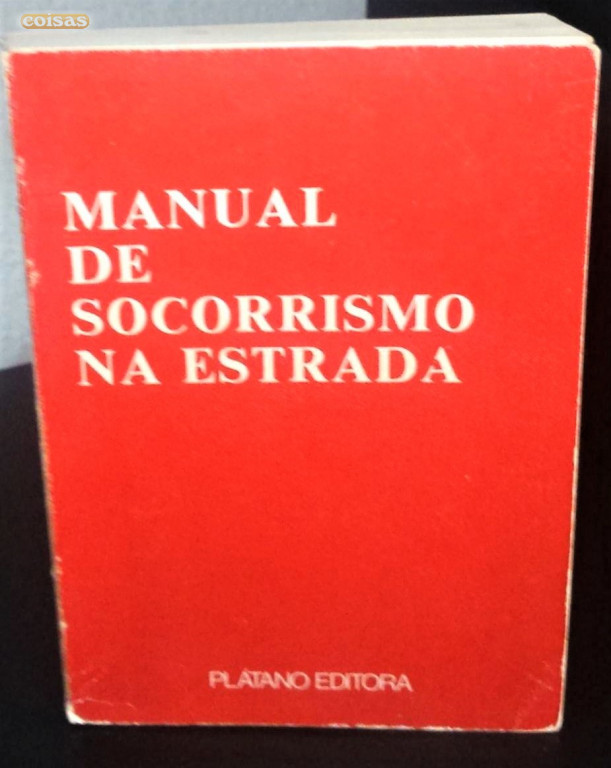 coisas
MANUAL
DE
SOCORRISMO
NA ESTRADA
PLÁTANO EDITORA